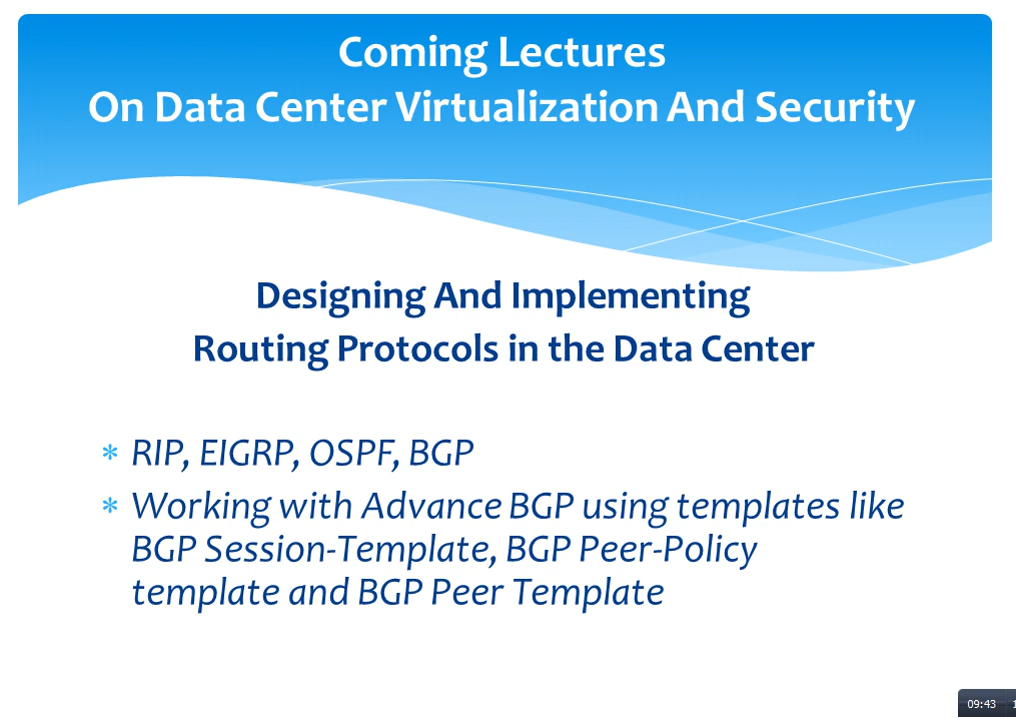 Coming Lectures
On Data Center Virtualization And Security
Designing And Implementing
Routing Protocols in the Data Center
* RIP, EIGRP, OSPF, BGP
* Working with Advance BGP using templates like
BGP Session-Template, BGP Peer-Policy
template and BGP Peer Template
09:43